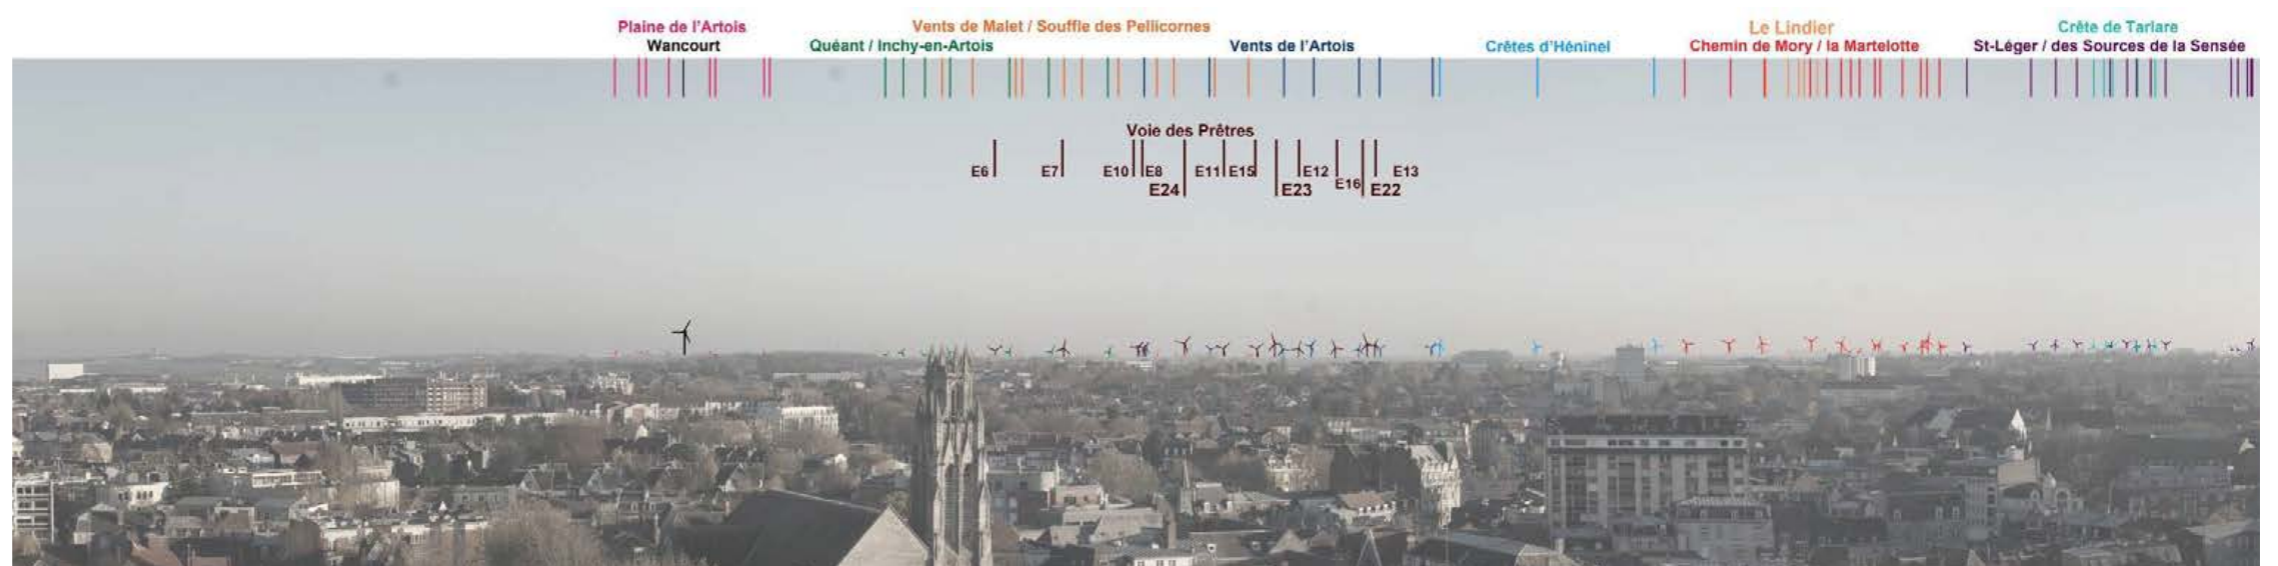 Plaine de l'Artois
Wancourt
Vents de Malet / Souffle des Pellicornes
Quéant / Inchy-en-Artois
Vents de l'Artois
Crêtes d'Héninel
Le Lindier
Chemin de Mory / la Martelotte
Crête de Tarlare
St-Léger / des Sources de la Sensée
Voie des Prêtres
E6 E7 E10 E8 E11 E15 E12 E16 E13
E24 E23 E22